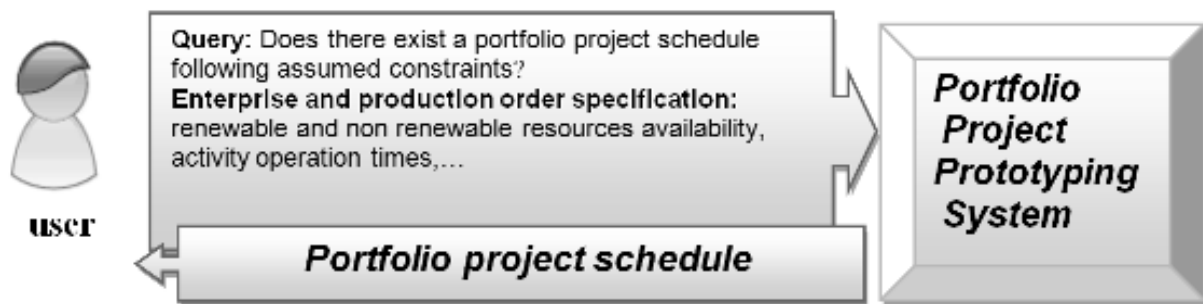 Query: Does there exist a portfolio project schedule
following assumed constraints?
Enterprise and production order specification:
renewable and non renewable resources availability,
activity operation times,...
Portfolio
Project
Prototyping
System
user
Portfolio project schedule